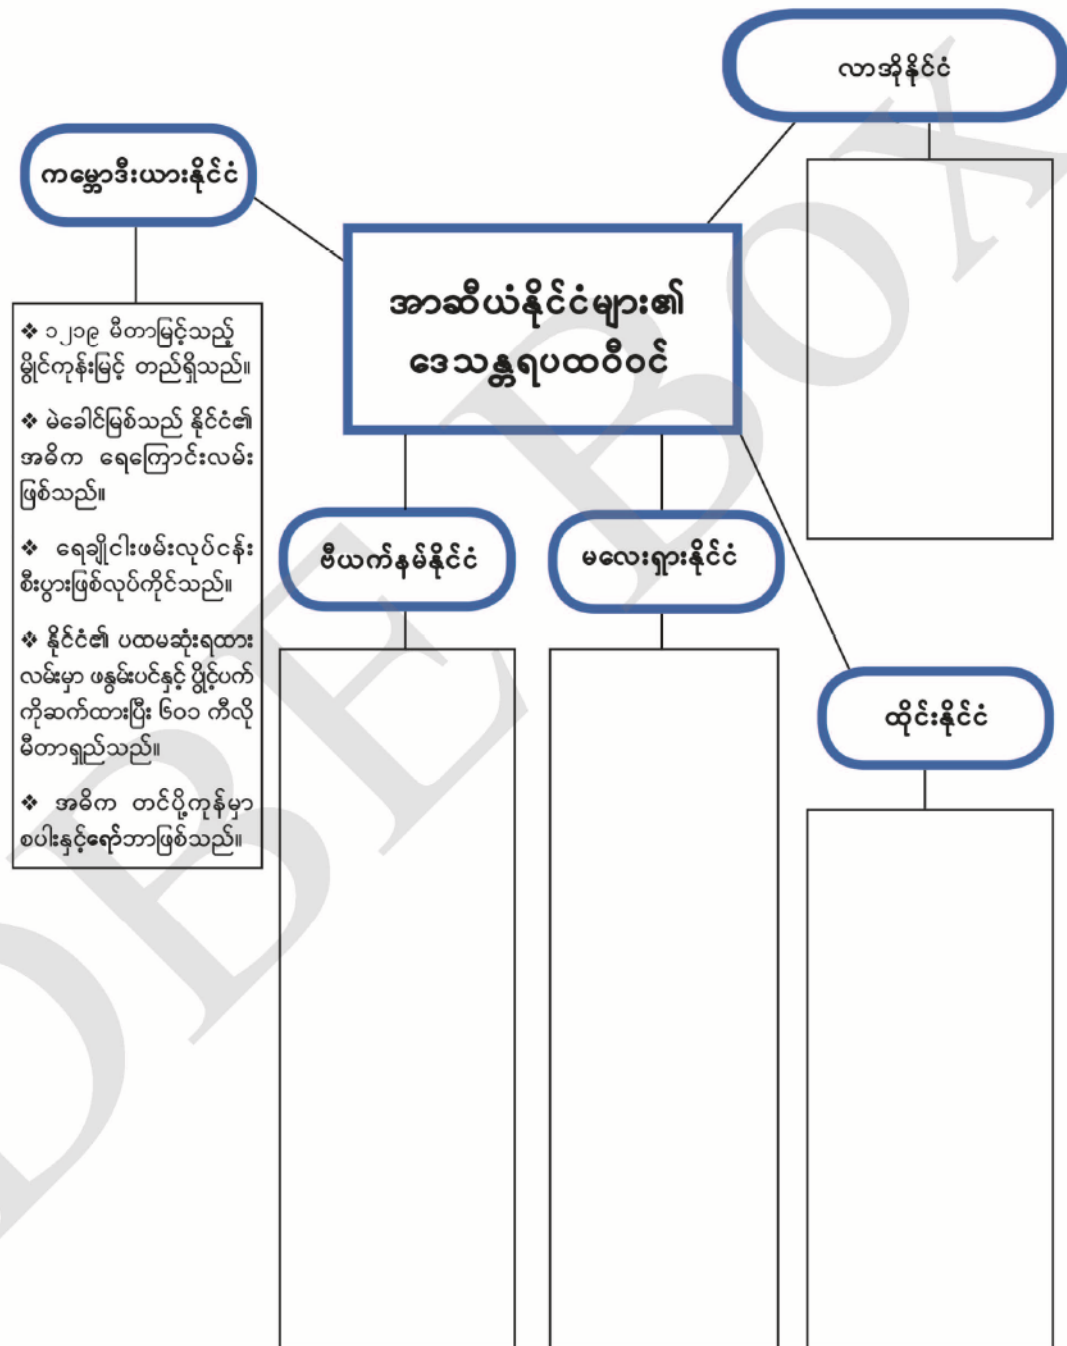 လာအိုနိုင်ငံ
ကမ္ဘောဒီးယားနိုင်ငံ
အာဆီယံနိုင်ငံများ၏
ဒေသန္တရပထဝီဝင်
❖ ၁၂၁၉ မီတာမြင့်သည့်
မွိုင်ကုန်းမြင့် တည်ရှိသည်။
❖ မဲခေါင်မြစ်သည် နိုင်ငံ၏
အဓိက ရေကြောင်းလမ်း
ဖြစ်သည်။
❖ ရေချိုငါးဖမ်းလုပ်ငန်း
စီးပွားဖြစ်လုပ်ကိုင်သည်။
❖ နိုင်ငံ၏ ပထမဆုံးရထား
လမ်းမှာ ဖနွမ်းပင်နှင့် ပွိုင့်ပက်
ကိုဆက်ထားပြီး ၆၀၁ ကီလို
မီတာရှည်သည်။
❖ အဓိက တင်ပို့ကုန်မှာ
စပါးနှင့်ရော်ဘာဖြစ်သည်။
ဗီယက်နမ်နိုင်ငံ
မလေးရှားနိုင်ငံ
ထိုင်းနိုင်ငံ
DBE BOX